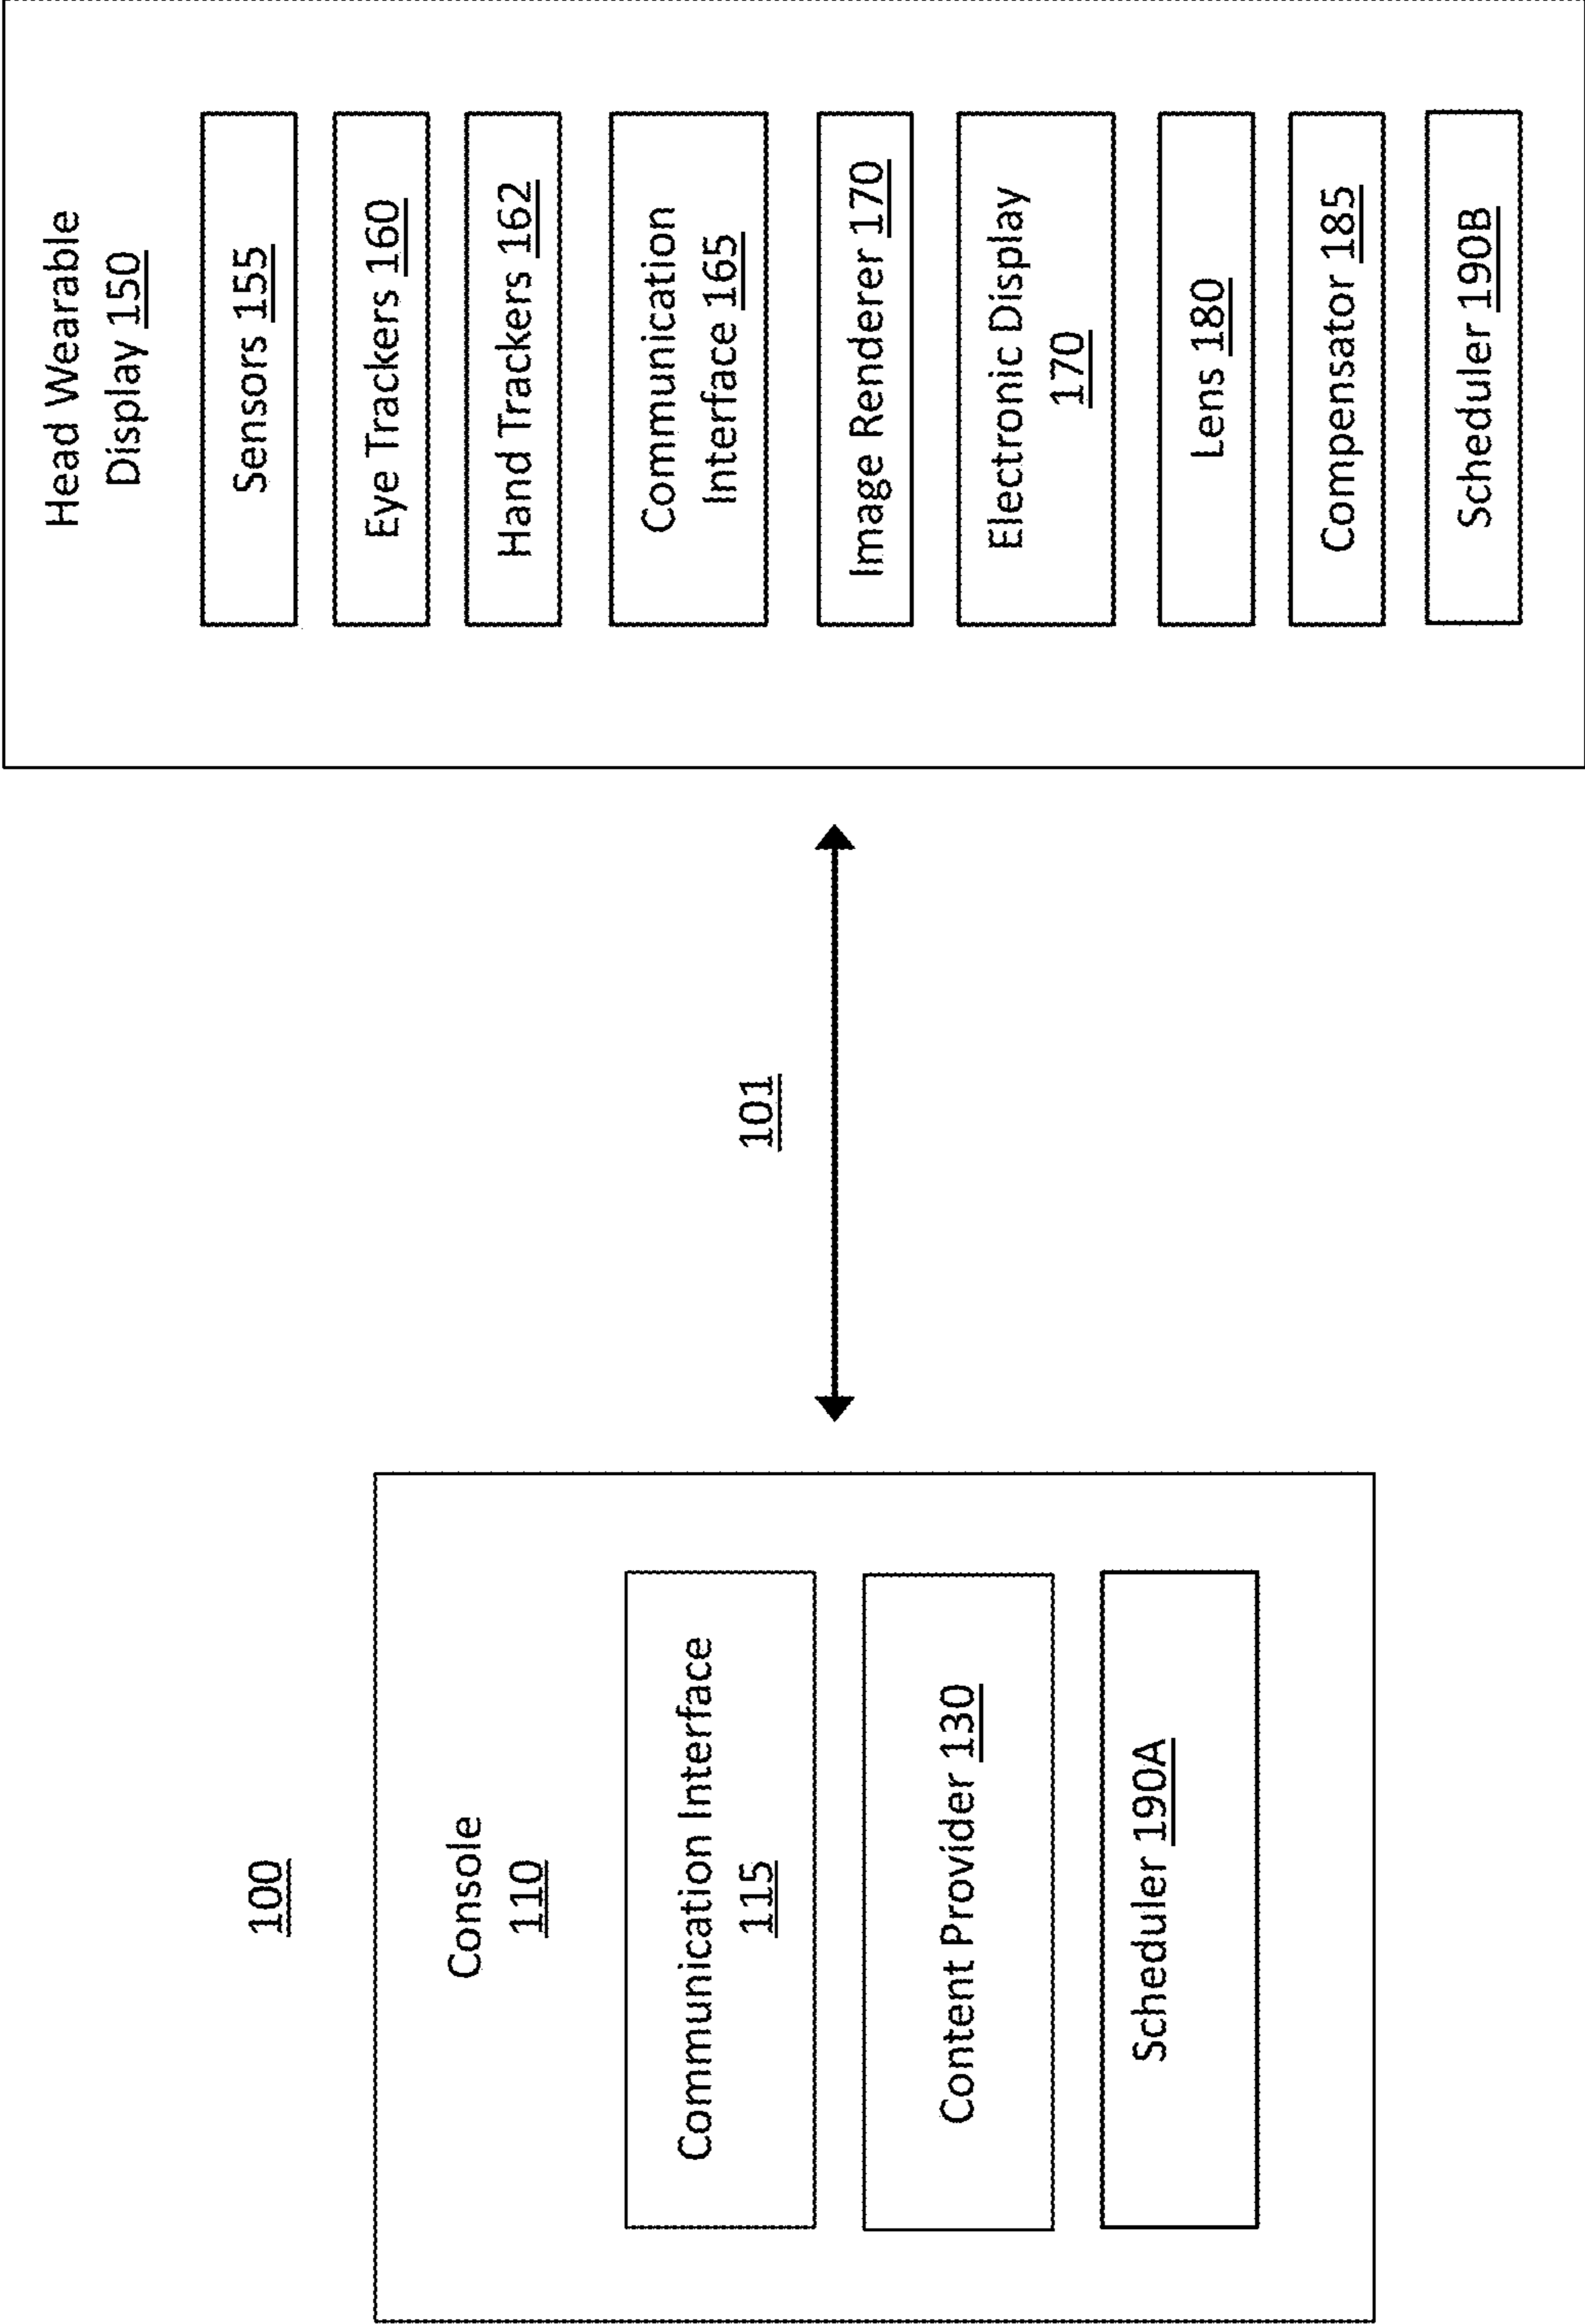 100
Console
110
Communication Interface
115
Content Provider 130
Scheduler 190A
101
Head Wearable
Display 150
Sensors 155
Eye Trackers 160
Hand Trackers 162
Communication
Interface 165
Image Renderer 170
Electronic Display
170
Lens 180
Compensator 185
Scheduler 190B